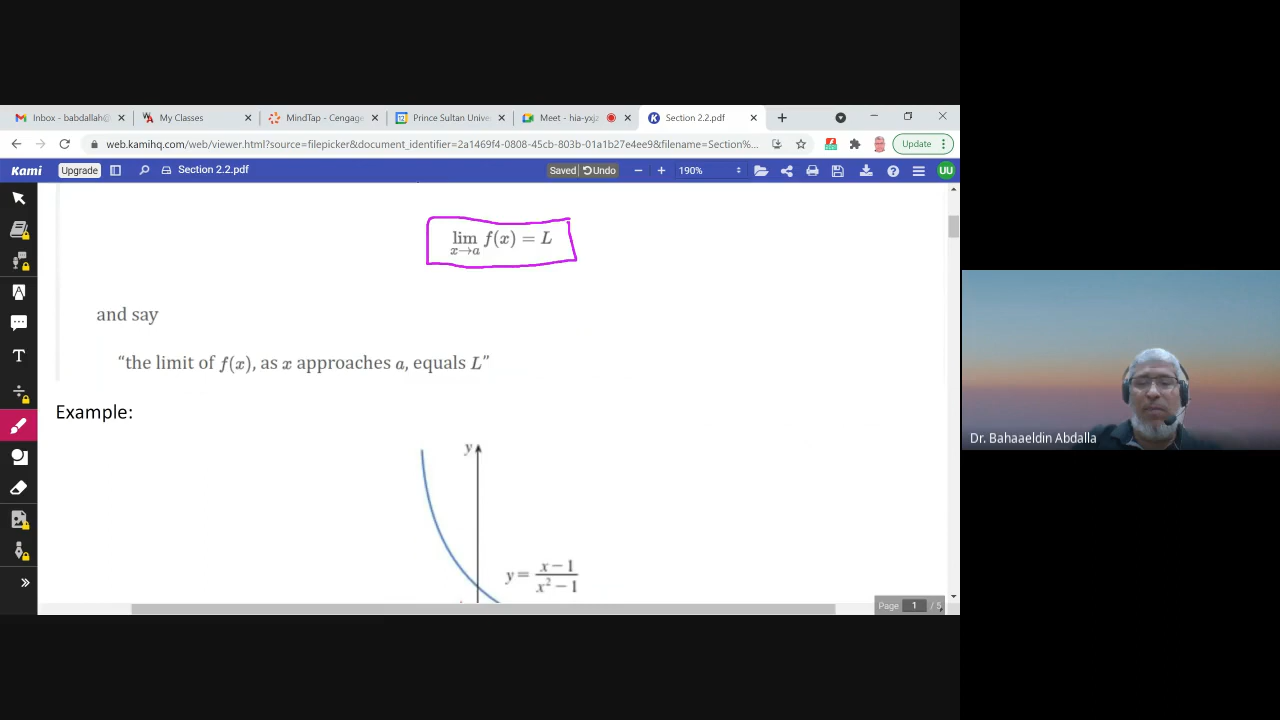 Inbox - babdallah@
My Classes
MindTap - Cengage
Prince Sultan Unive
Meet - hia-yxjz
Section 2.2.pdf
web.kamihq.com/web/viewer.html?source=filepicker&document_identifier=2a1469f4-0808-45cb-803b-01a1b27e4ee9&filename=Section%...
Update
Kami Upgrade Section 2.2.pdf Saved Undo 190% UU
lim f(x) = L
x→a
and say
“the limit of f(x), as x approaches a, equals L”
Example:
y
y = (x − 1)/(x² − 1)
Page 1 / 5
Dr. Bahaaeldin Abdalla